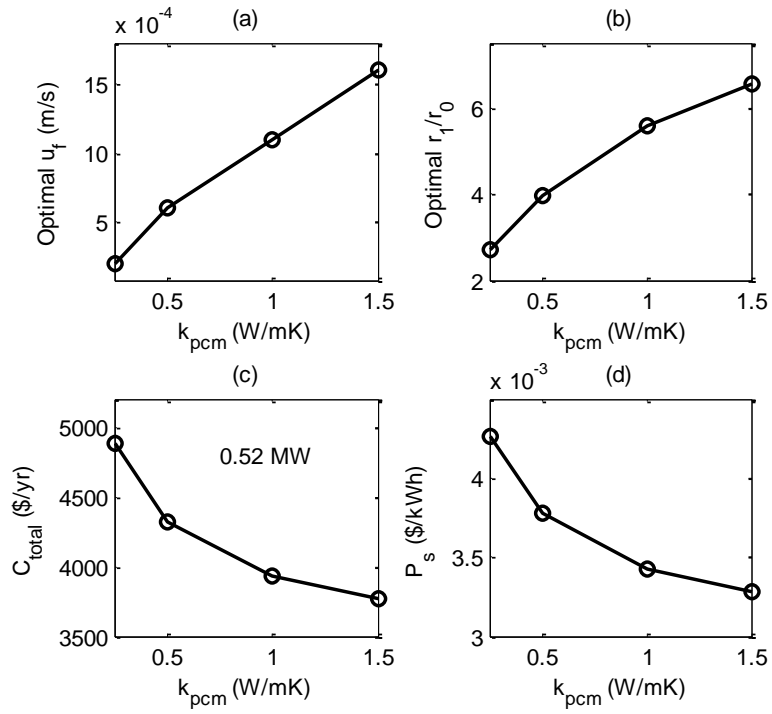 (a)
x 10^-4
15
10
5
Optimal u_f (m/s)
0.5 1 1.5
k_pcm (W/mK)
(b)
6
4
2
Optimal r_1/r_0
0.5 1 1.5
k_pcm (W/mK)
(c)
5000
4500
4000
3500
C_total ($/yr)
0.52 MW
0.5 1 1.5
k_pcm (W/mK)
(d)
x 10^-3
4
3.5
3
P_s ($/kWh)
0.5 1 1.5
k_pcm (W/mK)